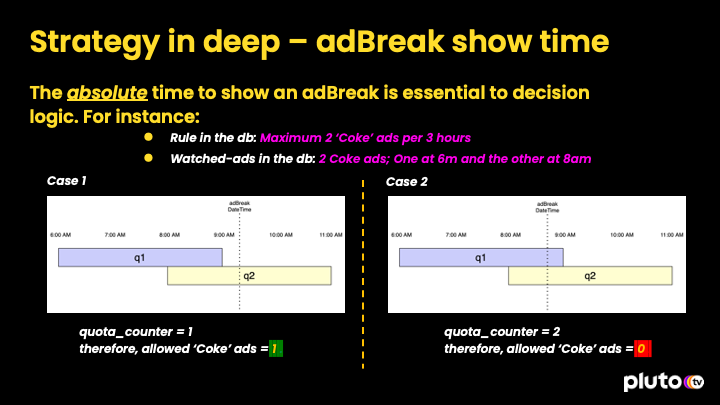 Strategy in deep – adBreak show time
The absolute time to show an adBreak is essential to decision
logic. For instance:
● Rule in the db: Maximum 2 ‘Coke’ ads per 3 hours
● Watched-ads in the db: 2 Coke ads; One at 6m and the other at 8am
Case 1
adBreak
DateTime
6:00 AM 7:00 AM 8:00 AM 9:00 AM 10:00 AM 11:00 AM
q1
q2
quota_counter = 1
therefore, allowed ‘Coke’ ads = 1
Case 2
adBreak
DateTime
6:00 AM 7:00 AM 8:00 AM 9:00 AM 10:00 AM 11:00 AM
q1
q2
quota_counter = 2
therefore, allowed ‘Coke’ ads = 0
pluto tv